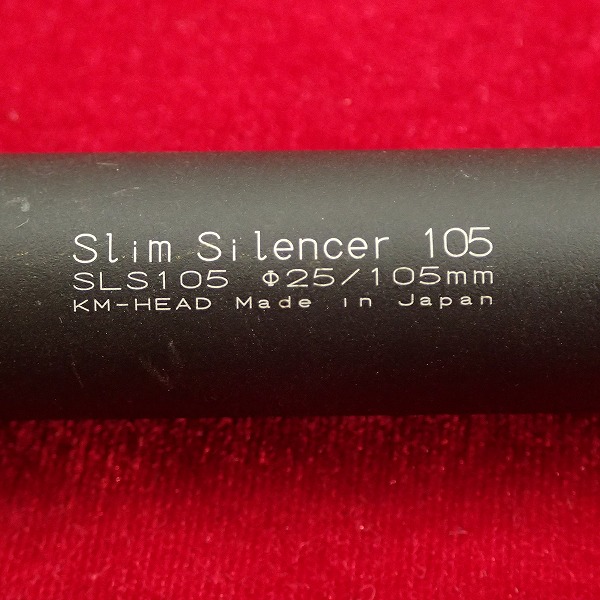 Slim Silencer 105
SLS105 Φ25/105mm
KM-HEAD Made in Japan